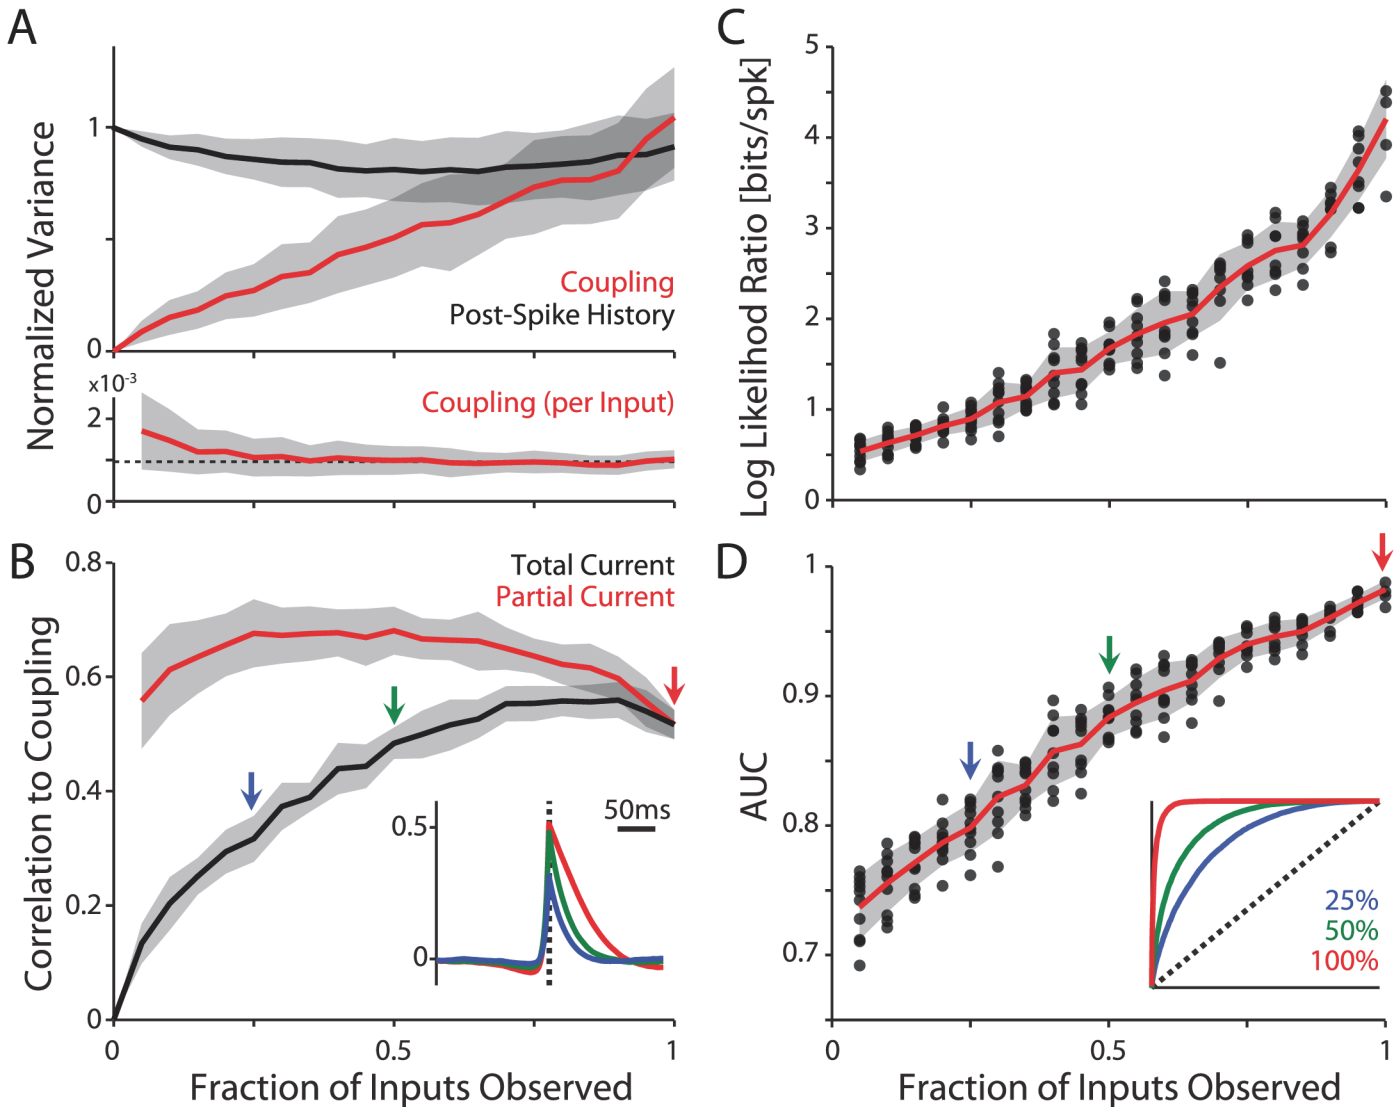 A
Normalized Variance
1
0
Coupling
Post-Spike History
x10-3
2
0
Coupling (per Input)
B
Correlation to Coupling
0.8
0.6
0.4
0.2
0
Total Current
Partial Current
0.5
0
50ms
0
0.5
1
Fraction of Inputs Observed
C
Log Likelihod Ratio [bits/spk]
5
4
3
2
1
0
D
AUC
1
0.9
0.8
0.7
25%
50%
100%
0
0.5
1
Fraction of Inputs Observed